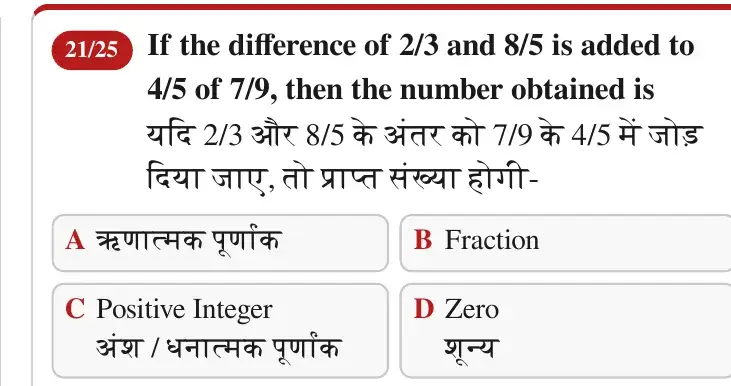 21/25 If the difference of 2/3 and 8/5 is added to
4/5 of 7/9, then the number obtained is
यदि 2/3 और 8/5 के अंतर को 7/9 के 4/5 में जोड़
दिया जाए, तो प्राप्त संख्या होगी-
A ऋणात्मक पूर्णांक
B Fraction
C Positive Integer
अंश / धनात्मक पूर्णांक
D Zero
शून्य